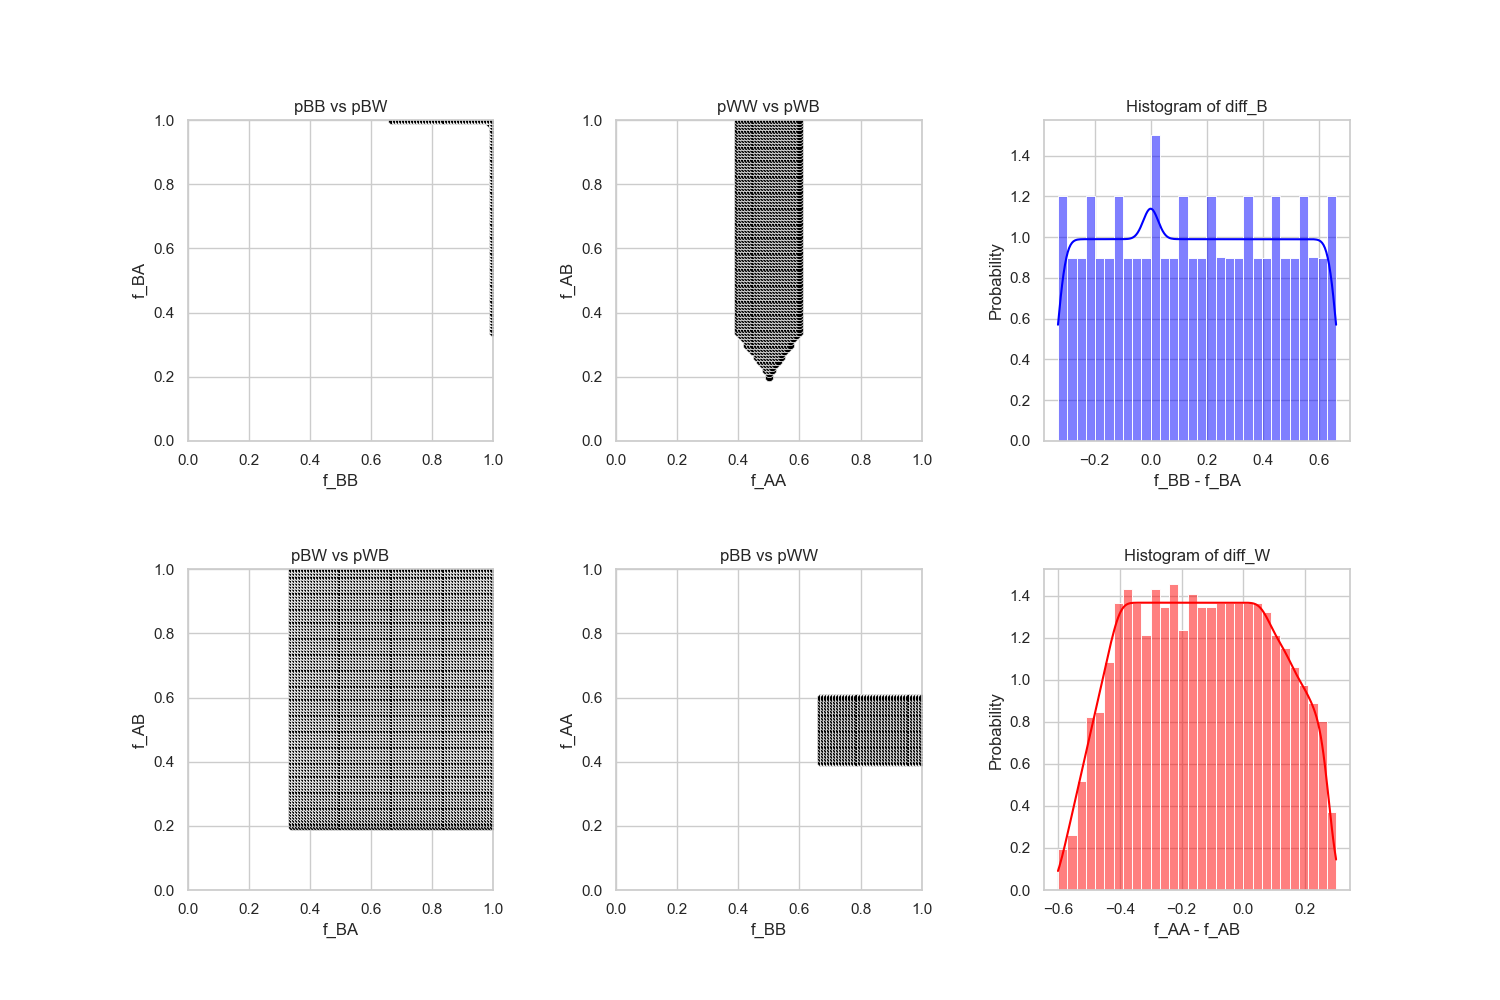 pBB vs pBW
1.0
0.8
0.6
0.4
0.2
0.0
f_BA
0.0 0.2 0.4 0.6 0.8 1.0
f_BB
pWW vs pWB
1.0
0.8
0.6
0.4
0.2
0.0
f_AB
0.0 0.2 0.4 0.6 0.8 1.0
f_AA
Histogram of diff_B
1.4
1.2
1.0
0.8
0.6
0.4
0.2
0.0
Probability
−0.2 0.0 0.2 0.4 0.6
f_BB - f_BA
pBW vs pWB
1.0
0.8
0.6
0.4
0.2
0.0
f_AB
0.0 0.2 0.4 0.6 0.8 1.0
f_BA
pBB vs pWW
1.0
0.8
0.6
0.4
0.2
0.0
f_AA
0.0 0.2 0.4 0.6 0.8 1.0
f_BB
Histogram of diff_W
1.4
1.2
1.0
0.8
0.6
0.4
0.2
0.0
Probability
−0.6 −0.4 −0.2 0.0 0.2
f_AA - f_AB